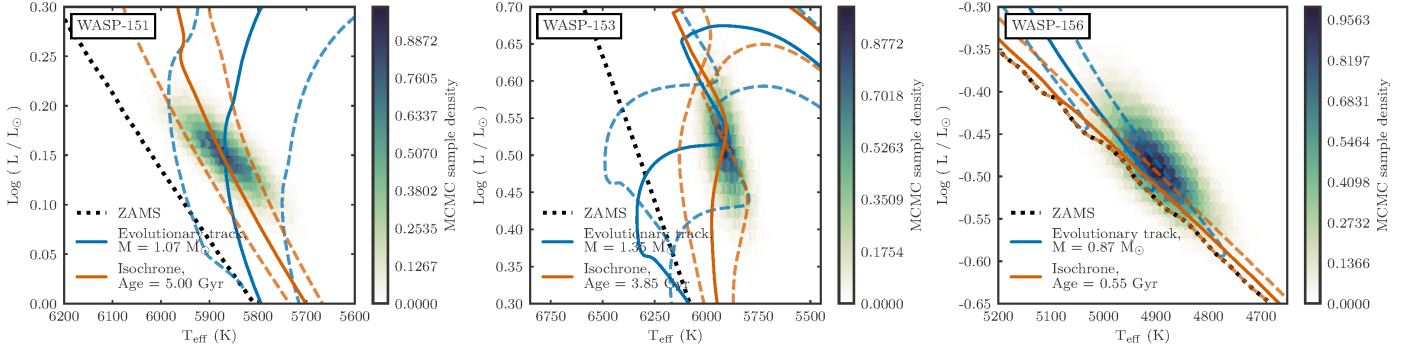 WASP-151
0.30
0.25
0.20
0.15
0.10
0.05
0.00
Log ( L / L☉ )
6200
6100
6000
5900
5800
5700
5600
Teff (K)
ZAMS
Evolutionary track,
M = 1.07 M☉
Isochrone,
Age = 5.00 Gyr
0.8872
0.7605
0.6337
0.5070
0.3802
0.2535
0.1267
0.0000
MCMC sample density
WASP-153
0.70
0.65
0.60
0.55
0.50
0.45
0.40
0.35
0.30
Log ( L / L☉ )
6750
6500
6250
6000
5750
5500
Teff (K)
ZAMS
Evolutionary track,
M = 1.35 M☉
Isochrone,
Age = 3.85 Gyr
0.8772
0.7018
0.5263
0.3509
0.1754
0.0000
MCMC sample density
WASP-156
-0.30
-0.35
-0.40
-0.45
-0.50
-0.55
-0.60
-0.65
Log ( L / L☉ )
5200
5100
5000
4900
4800
4700
Teff (K)
ZAMS
Evolutionary track,
M = 0.87 M☉
Isochrone,
Age = 0.55 Gyr
0.9563
0.8197
0.6831
0.5464
0.4098
0.2732
0.1366
0.0000
MCMC sample density